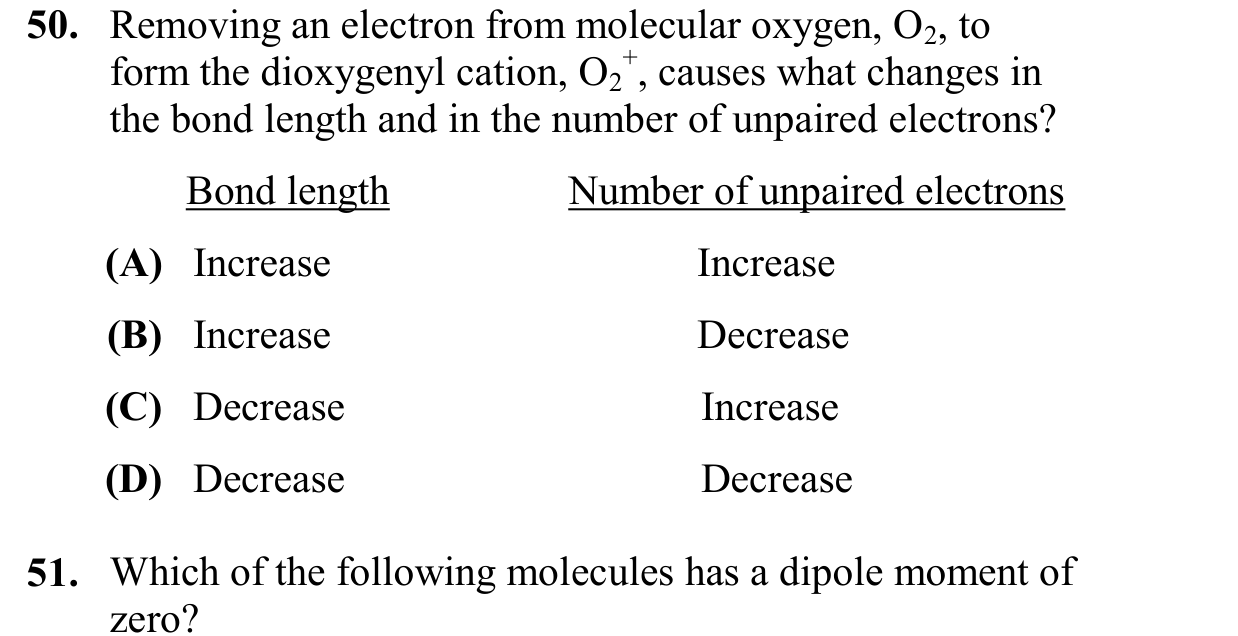 50. Removing an electron from molecular oxygen, O₂, to
form the dioxygenyl cation, O₂⁺, causes what changes in
the bond length and in the number of unpaired electrons?
Bond length Number of unpaired electrons
(A) Increase Increase
(B) Increase Decrease
(C) Decrease Increase
(D) Decrease Decrease
51. Which of the following molecules has a dipole moment of
zero?